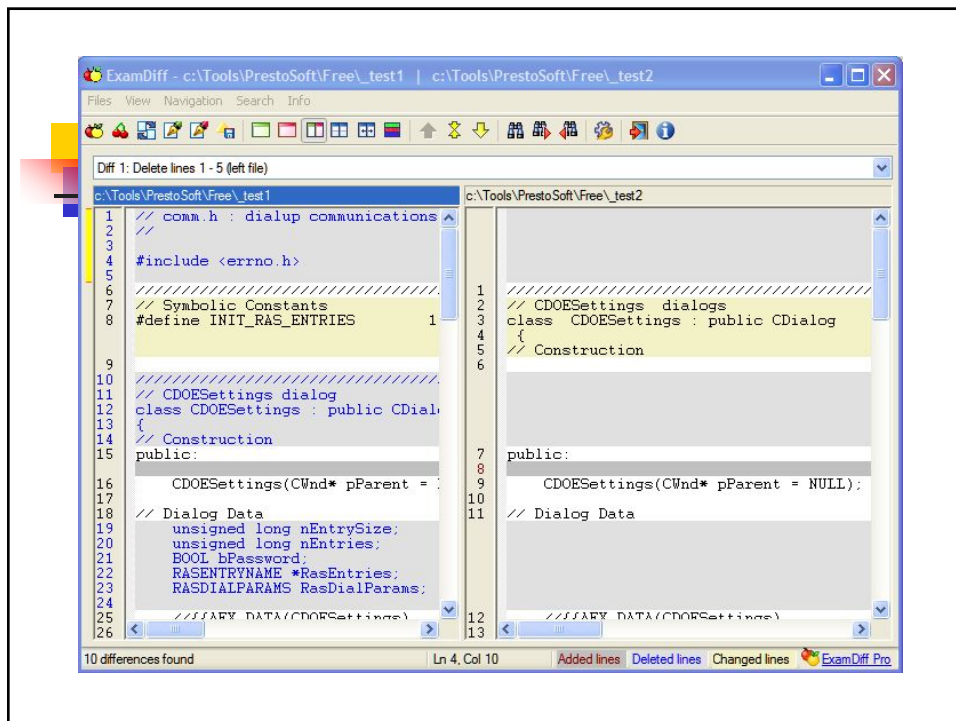 ExamDiff - c:\Tools\PrestoSoft\Free\_test1 | c:\Tools\PrestoSoft\Free\_test2
Files View Navigation Search Info
Diff 1: Delete lines 1 - 5 (left file)
c:\Tools\PrestoSoft\Free\_test1
1 // comm.h : dialup communications
2 //
3
4 #include <errno.h>
5
6 /////////////////////////////////
7 // Symbolic Constants
8 #define INIT_RAS_ENTRIES 1
9
10 /////////////////////////////////
11 // CDOESettings dialog
12 class CDOESettings : public CDial
13 {
14 // Construction
15 public:
16 CDOESettings(CWnd* pParent =
17
18 // Dialog Data
19 unsigned long nEntrySize;
20 unsigned long nEntries;
21 BOOL bPassword;
22 RASENTRYNAME *RasEntries;
23 RASDIALPARAMS RasDialParams;
24
25 //{{AFX_DATA(CDOESettings)
26
c:\Tools\PrestoSoft\Free\_test2
1 ////////////////////////////////////////
2 // CDOESettings dialogs
3 class CDOESettings : public CDialog
4 {
5 // Construction
6
7 public:
8
9 CDOESettings(CWnd* pParent = NULL);
10
11 // Dialog Data
12 //{{AFX_DATA(CDOESettings)
13
10 differences found
Ln 4, Col 10
Added lines Deleted lines Changed lines ExamDiff Pro